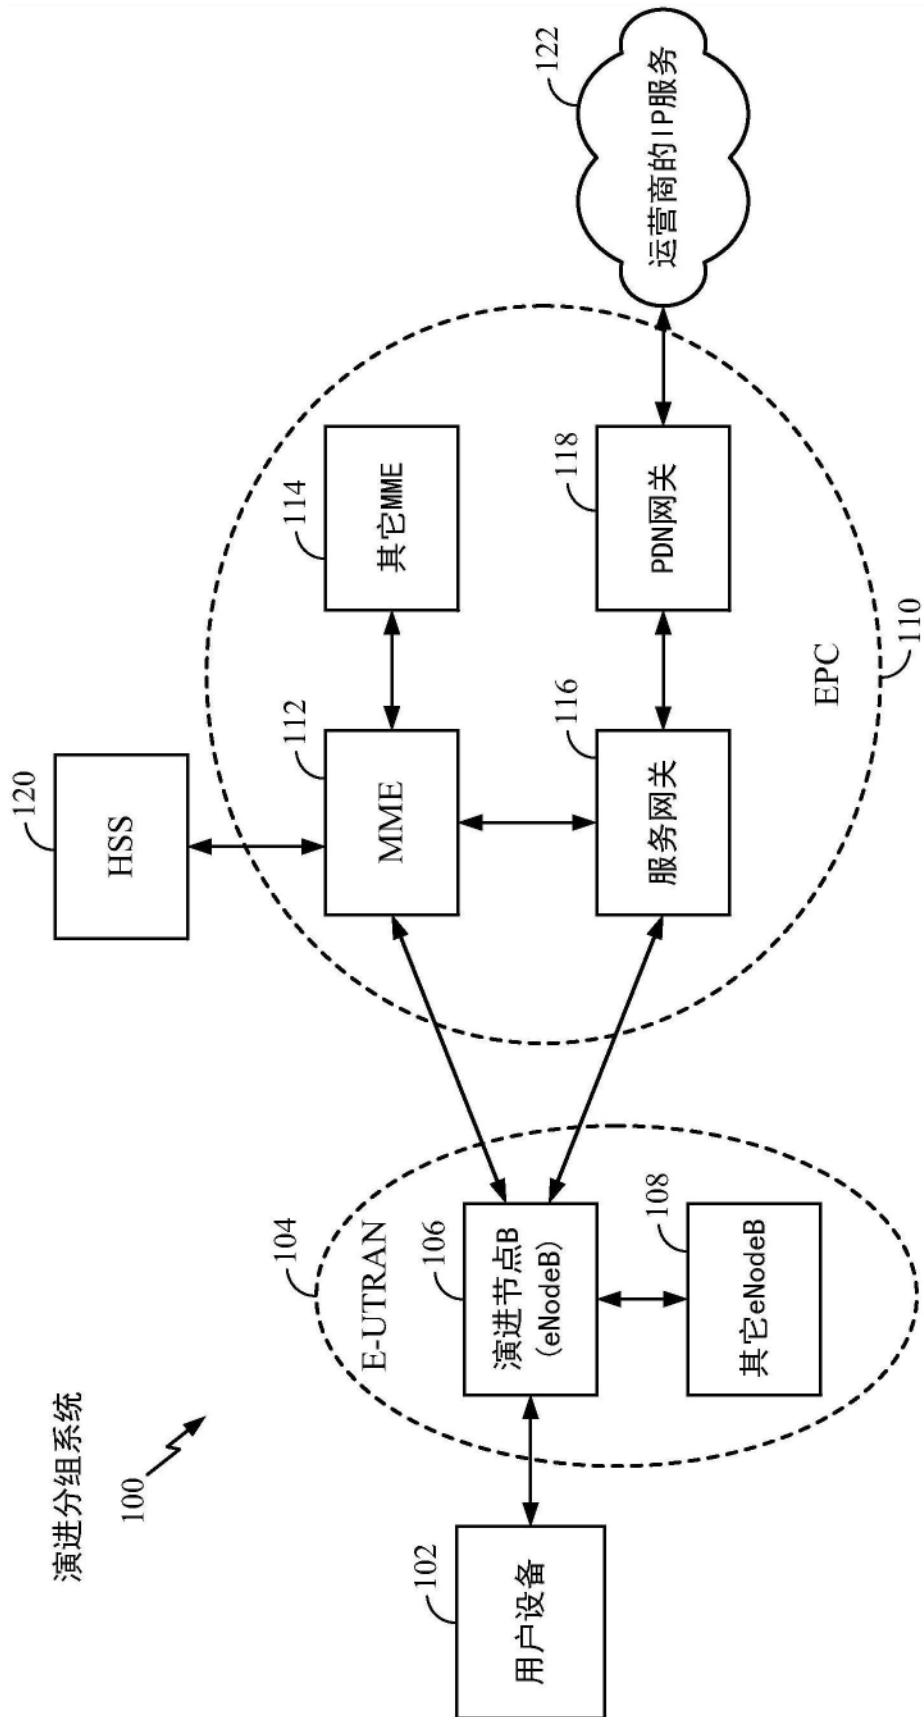 演进分组系统
100
102
用户设备
104
E-UTRAN
106
演进节点B
(eNodeB)
108
其它eNodeB
120
HSS
112
MME
114
其它MME
116
服务网关
118
PDN网关
EPC
110
122
运营商的IP服务